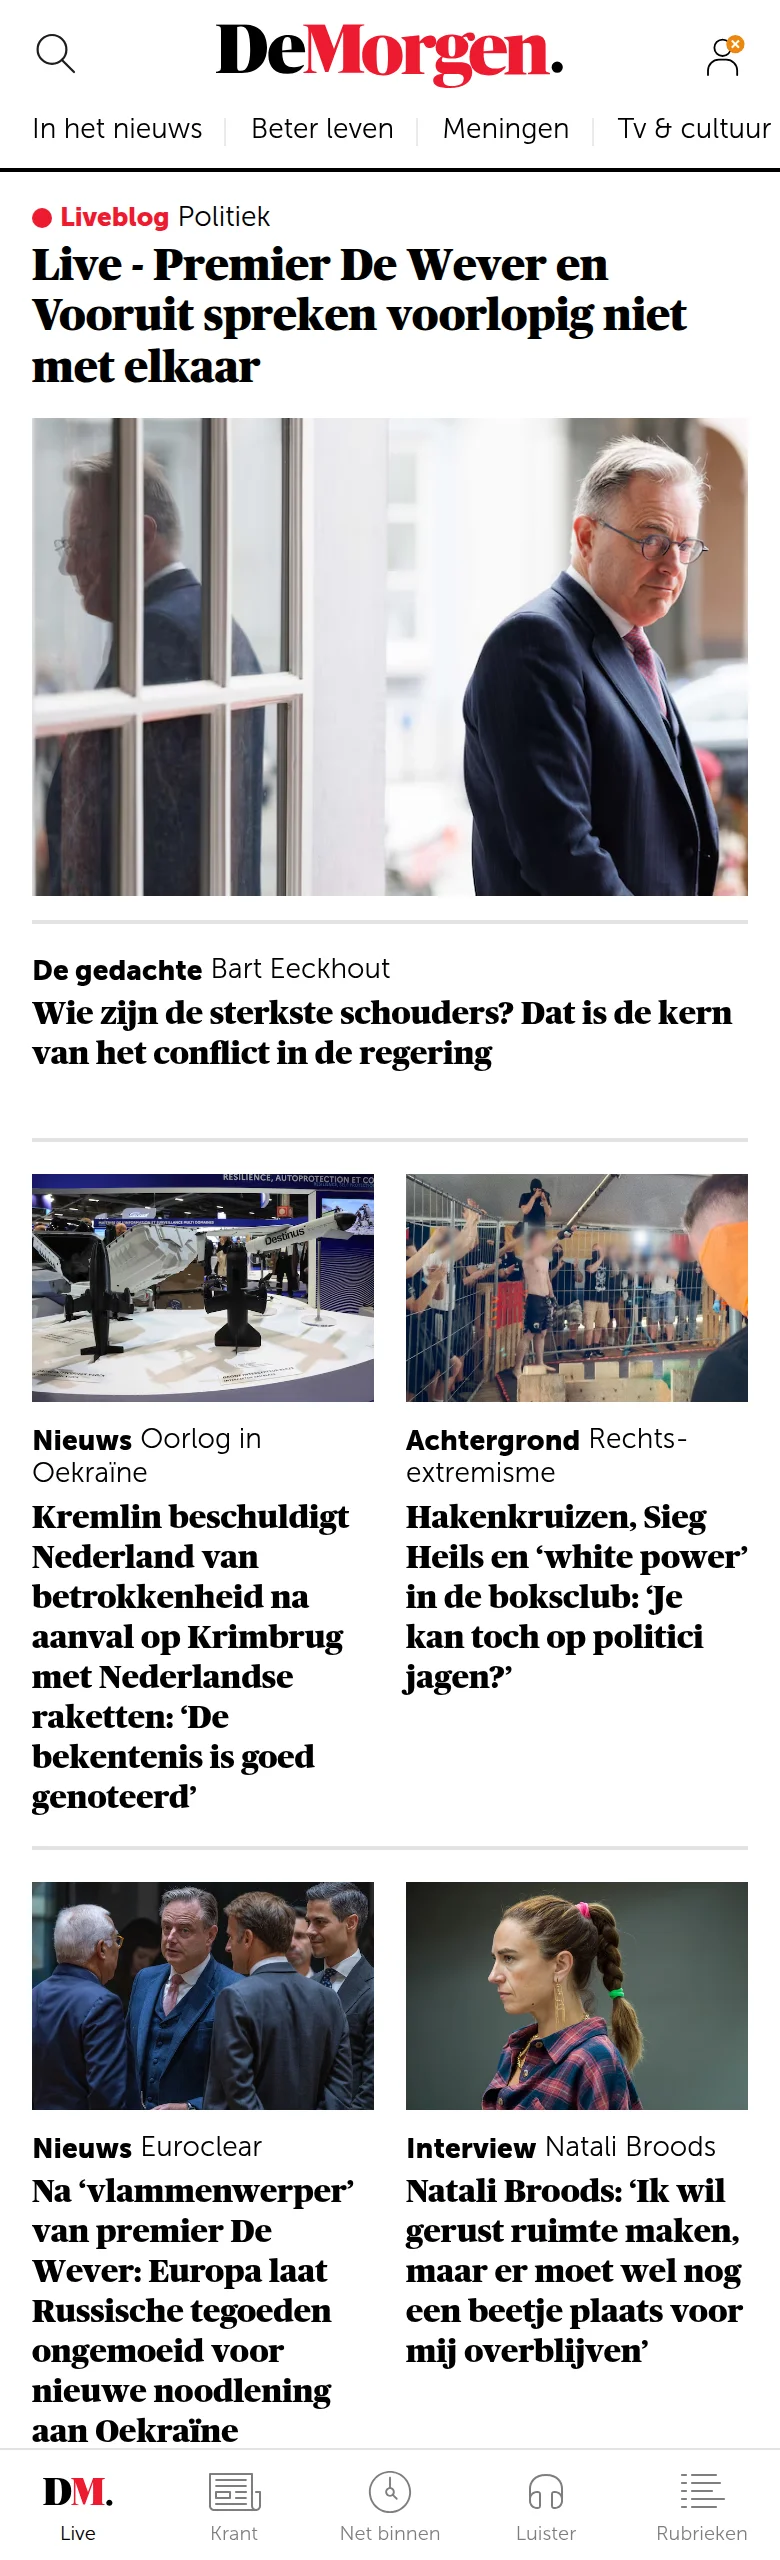 DeMorgen.
In het nieuws
Beter leven
Meningen
Tv & cultuur
Liveblog Politiek
Live - Premier De Wever en
Vooruit spreken voorlopig niet
met elkaar
De gedachte Bart Eeckhout
Wie zijn de sterkste schouders? Dat is de kern
van het conflict in de regering
RESILIENCE, AUTOPROTECTION ET CO
Destinus
Nieuws Oorlog in
Oekraïne
Kremlin beschuldigt
Nederland van
betrokkenheid na
aanval op Krimbrug
met Nederlandse
raketten: ‘De
bekentenis is goed
genoteerd’
Achtergrond Rechts-
extremisme
Hakenkruizen, Sieg
Heils en ‘white power’
in de boksclub: ‘Je
kan toch op politici
jagen?’
Nieuws Euroclear
Na ‘vlammenwerper’
van premier De
Wever: Europa laat
Russische tegoeden
ongemoeid voor
nieuwe noodlening
aan Oekraïne
Interview Natali Broods
Natali Broods: ‘Ik wil
gerust ruimte maken,
maar er moet wel nog
een beetje plaats voor
mij overblijven’
DM.
Live
Krant
Net binnen
Luister
Rubrieken